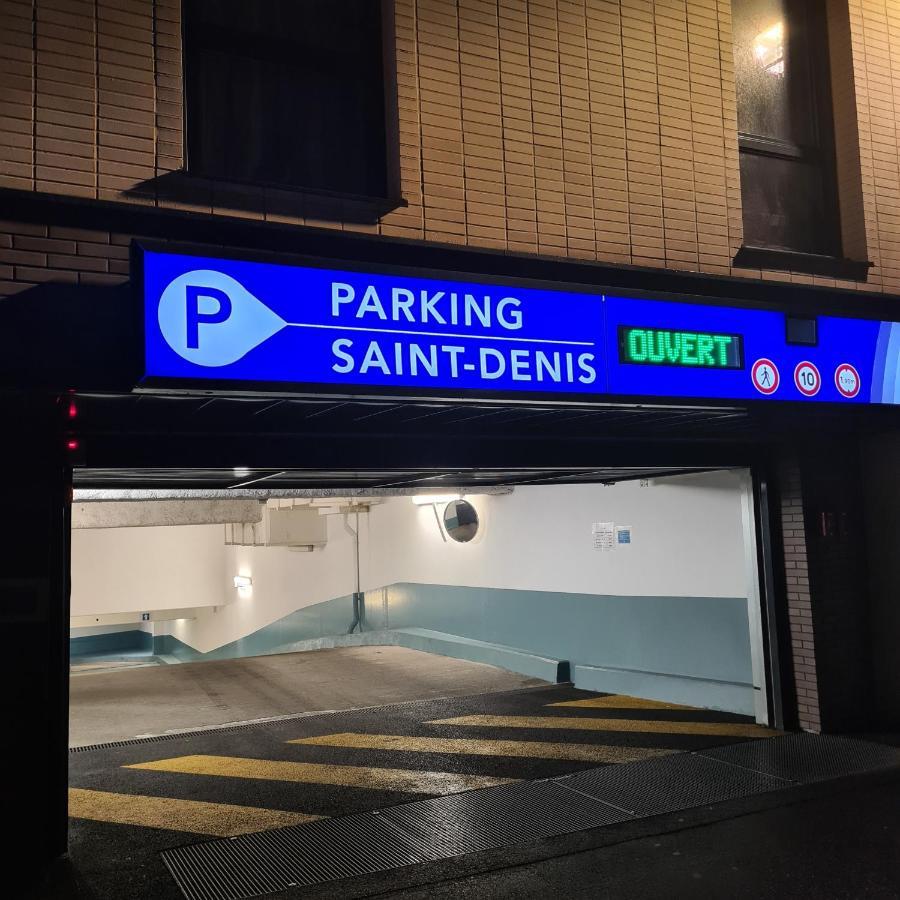 P
PARKING
SAINT-DENIS
OUVERT
10